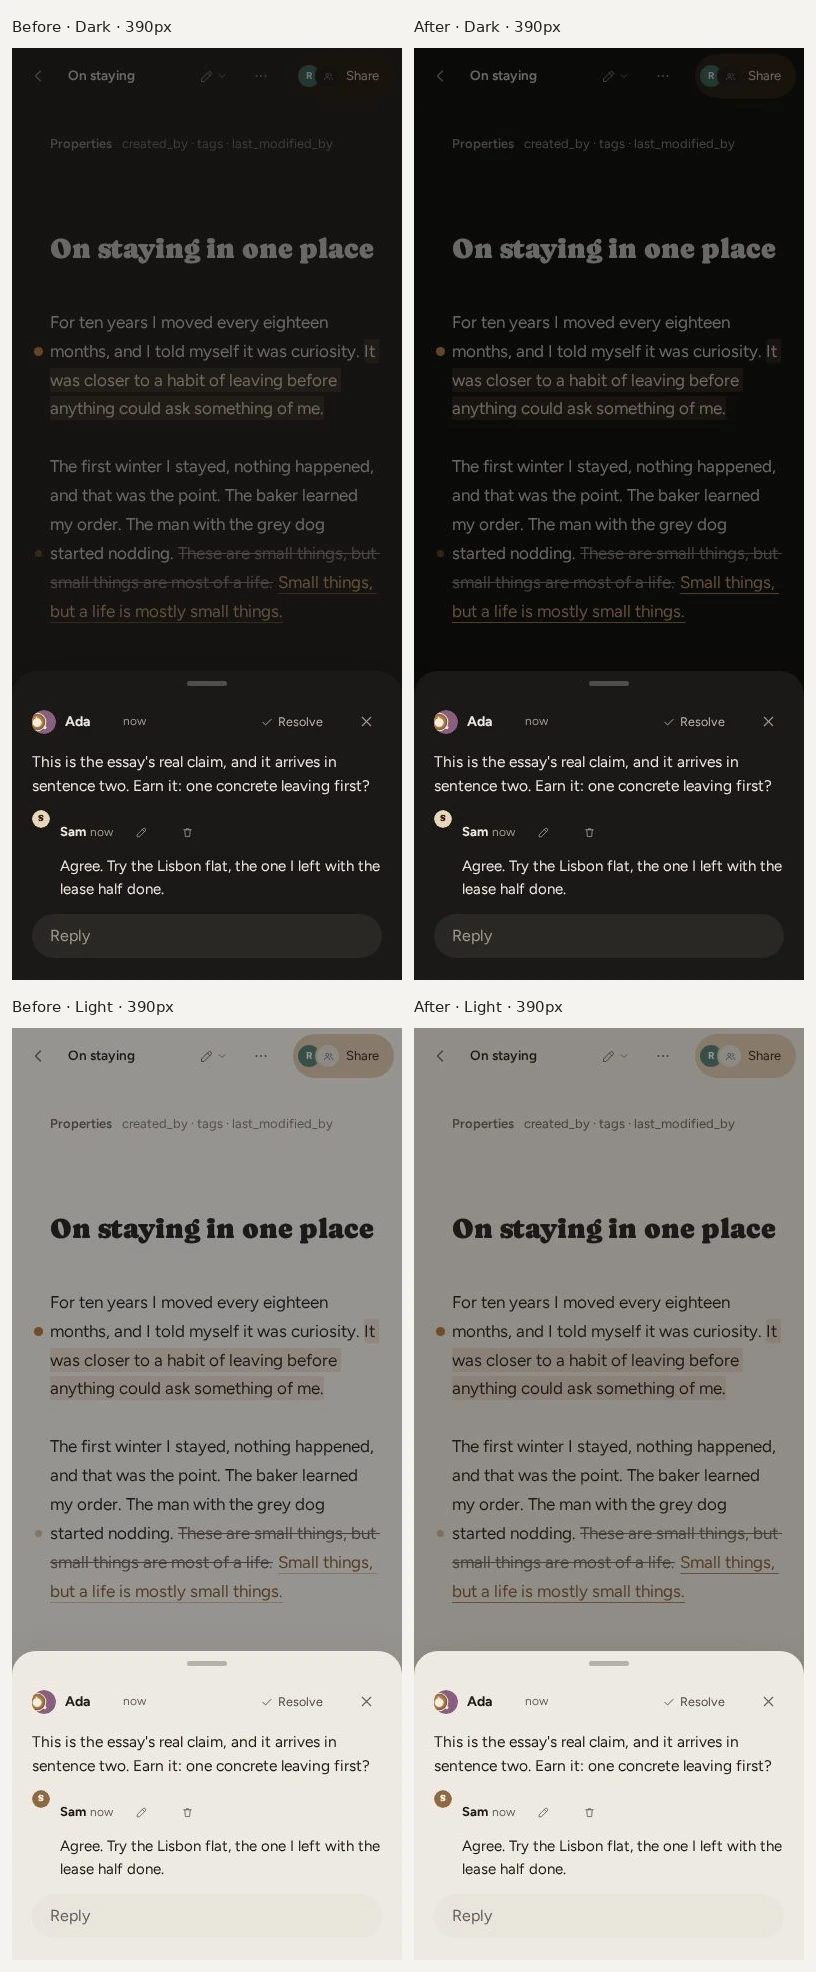 Before · Dark · 390px
On staying
R
Share
Properties created_by · tags · last_modified_by
On staying in one place
For ten years I moved every eighteen
months, and I told myself it was curiosity. It
was closer to a habit of leaving before
anything could ask something of me.
The first winter I stayed, nothing happened,
and that was the point. The baker learned
my order. The man with the grey dog
started nodding. These are small things, but
small things are most of a life. Small things,
but a life is mostly small things.
Ada now Resolve
This is the essay's real claim, and it arrives in
sentence two. Earn it: one concrete leaving first?
S
Sam now
Agree. Try the Lisbon flat, the one I left with the
lease half done.
Reply
After · Dark · 390px
On staying
R
Share
Properties created_by · tags · last_modified_by
On staying in one place
For ten years I moved every eighteen
months, and I told myself it was curiosity. It
was closer to a habit of leaving before
anything could ask something of me.
The first winter I stayed, nothing happened,
and that was the point. The baker learned
my order. The man with the grey dog
started nodding. These are small things, but
small things are most of a life. Small things,
but a life is mostly small things.
Ada now Resolve
This is the essay's real claim, and it arrives in
sentence two. Earn it: one concrete leaving first?
S
Sam now
Agree. Try the Lisbon flat, the one I left with the
lease half done.
Reply
Before · Light · 390px
On staying
R
Share
Properties created_by · tags · last_modified_by
On staying in one place
For ten years I moved every eighteen
months, and I told myself it was curiosity. It
was closer to a habit of leaving before
anything could ask something of me.
The first winter I stayed, nothing happened,
and that was the point. The baker learned
my order. The man with the grey dog
started nodding. These are small things, but
small things are most of a life. Small things,
but a life is mostly small things.
Ada now Resolve
This is the essay's real claim, and it arrives in
sentence two. Earn it: one concrete leaving first?
S
Sam now
Agree. Try the Lisbon flat, the one I left with the
lease half done.
Reply
After · Light · 390px
On staying
R
Share
Properties created_by · tags · last_modified_by
On staying in one place
For ten years I moved every eighteen
months, and I told myself it was curiosity. It
was closer to a habit of leaving before
anything could ask something of me.
The first winter I stayed, nothing happened,
and that was the point. The baker learned
my order. The man with the grey dog
started nodding. These are small things, but
small things are most of a life. Small things,
but a life is mostly small things.
Ada now Resolve
This is the essay's real claim, and it arrives in
sentence two. Earn it: one concrete leaving first?
S
Sam now
Agree. Try the Lisbon flat, the one I left with the
lease half done.
Reply